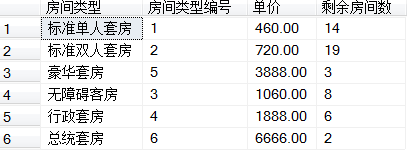 房间类型 房间类型编号 单价 剩余房间数
1 标准单人套房 1 460.00 14
2 标准双人套房 2 720.00 19
3 豪华套房 5 3888.00 3
4 无障碍客房 3 1060.00 8
5 行政套房 4 1888.00 6
6 总统套房 6 6666.00 2